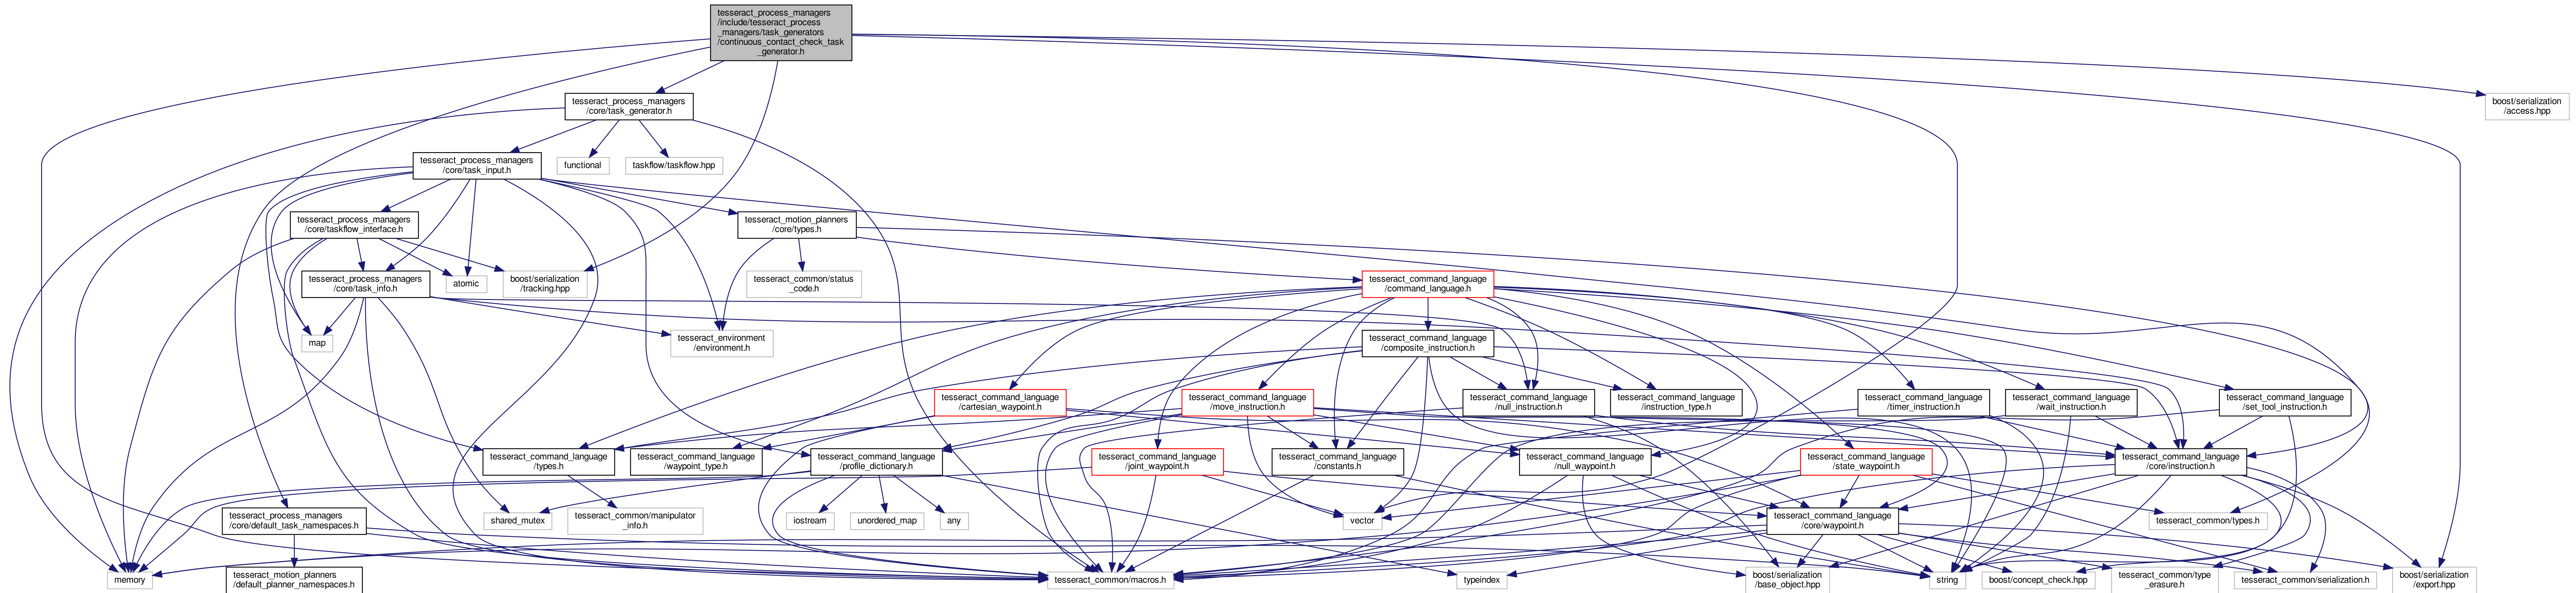 tesseract_process_managers
/include/tesseract_process
_managers/task_generators
/continuous_contact_check_task
_generator.h
tesseract_process_managers
/core/task_generator.h
boost/serialization
/access.hpp
tesseract_process_managers
/core/task_input.h
functional
taskflow/taskflow.hpp
tesseract_process_managers
/core/taskflow_interface.h
tesseract_motion_planners
/core/types.h
tesseract_process_managers
/core/task_info.h
atomic
boost/serialization
/tracking.hpp
tesseract_common/status
_code.h
tesseract_command_language
/command_language.h
map
tesseract_environment
/environment.h
tesseract_command_language
/composite_instruction.h
tesseract_command_language
/cartesian_waypoint.h
tesseract_command_language
/move_instruction.h
tesseract_command_language
/null_instruction.h
tesseract_command_language
/instruction_type.h
tesseract_command_language
/timer_instruction.h
tesseract_command_language
/wait_instruction.h
tesseract_command_language
/set_tool_instruction.h
tesseract_command_language
/types.h
tesseract_command_language
/waypoint_type.h
tesseract_command_language
/profile_dictionary.h
tesseract_command_language
/joint_waypoint.h
tesseract_command_language
/constants.h
tesseract_command_language
/null_waypoint.h
tesseract_command_language
/state_waypoint.h
tesseract_command_language
/core/instruction.h
tesseract_process_managers
/core/default_task_namespaces.h
shared_mutex
tesseract_common/manipulator
_info.h
iostream
unordered_map
any
vector
tesseract_command_language
/core/waypoint.h
tesseract_common/types.h
memory
tesseract_motion_planners
/default_planner_namespaces.h
tesseract_common/macros.h
typeindex
boost/serialization
/base_object.hpp
string
boost/concept_check.hpp
tesseract_common/type
_erasure.h
tesseract_common/serialization.h
boost/serialization
/export.hpp